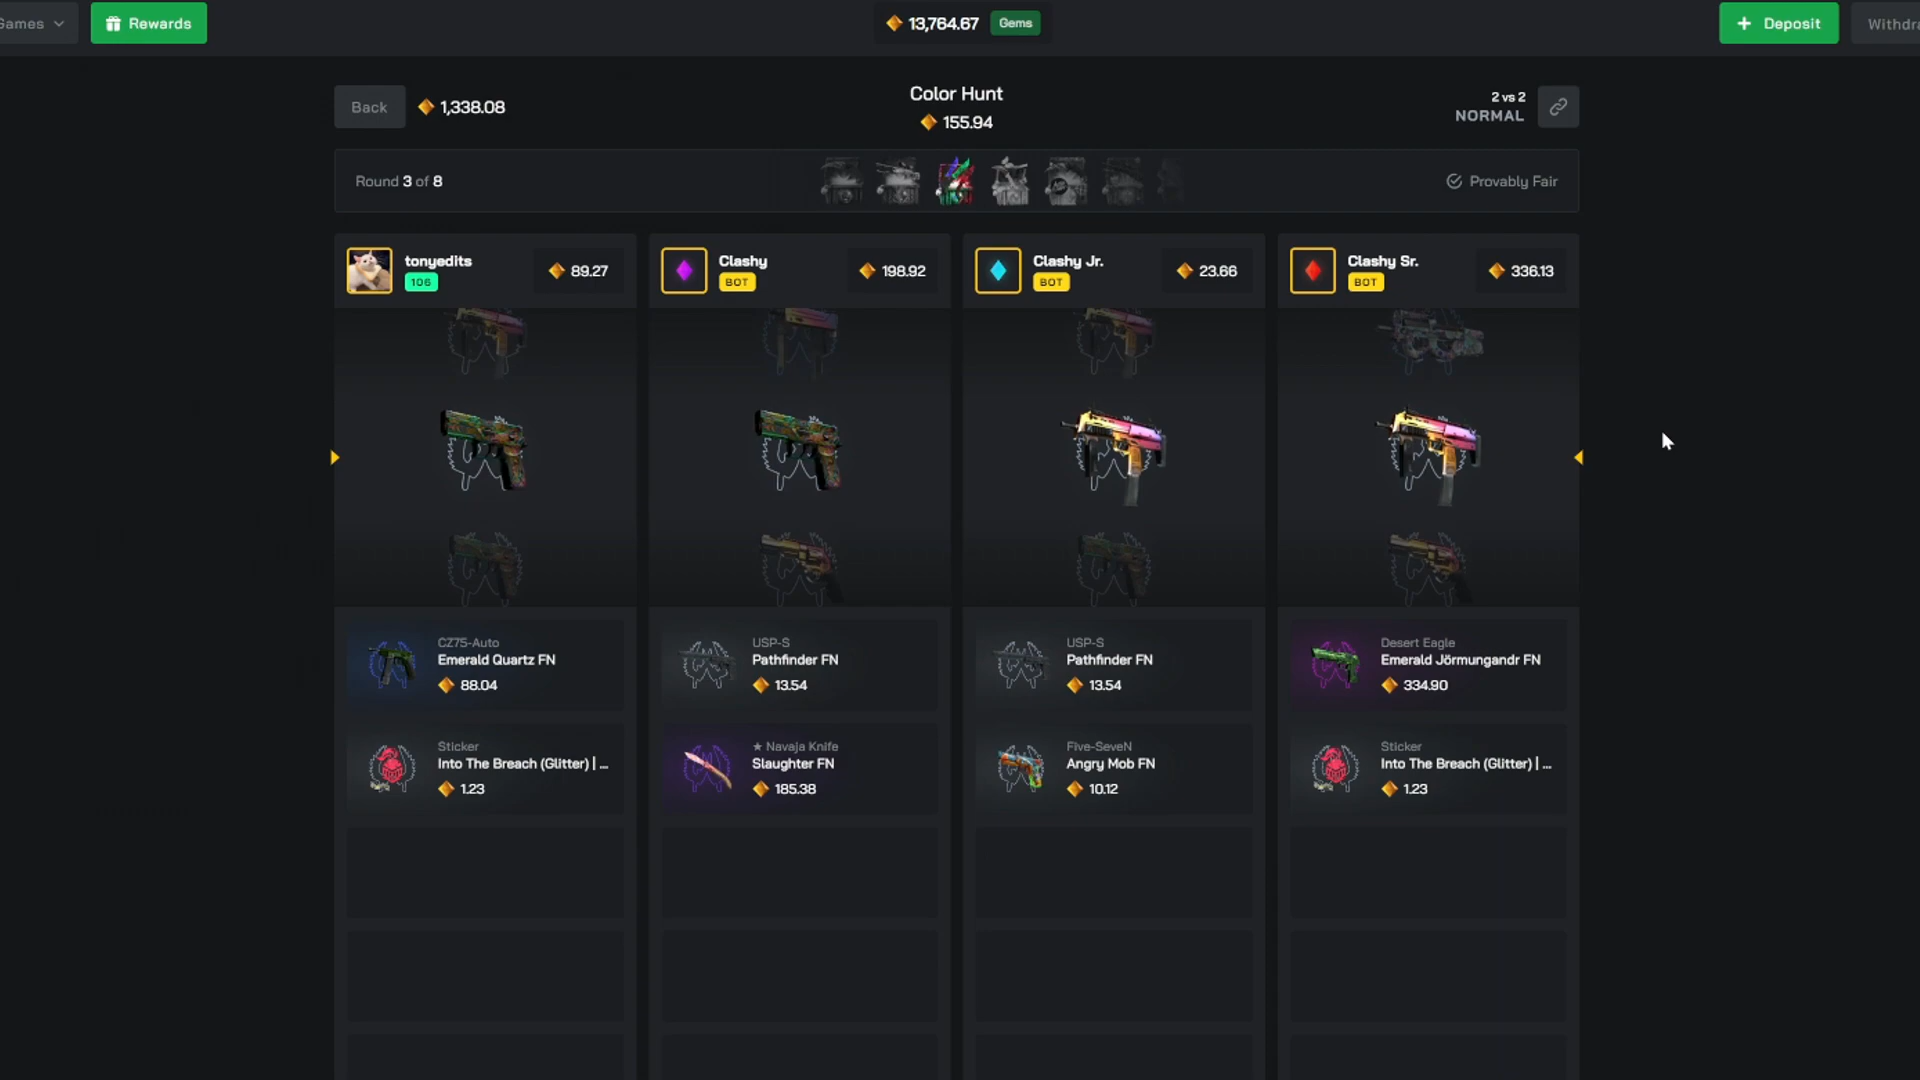 Games
Rewards
13,764.67
Gems
+ Deposit
Withdra
Back
1,338.08
Color Hunt
155.94
2 vs 2
NORMAL
Round 3 of 8
Provably Fair
tonyedits
106
89.27
Clashy
BOT
198.92
Clashy Jr.
BOT
23.66
Clashy Sr.
BOT
336.13
CZ75-Auto
Emerald Quartz FN
88.04
USP-S
Pathfinder FN
13.54
USP-S
Pathfinder FN
13.54
Desert Eagle
Emerald Jörmungandr FN
334.90
Sticker
Into The Breach (Glitter) | ...
1.23
★ Navaja Knife
Slaughter FN
185.38
Five-SeveN
Angry Mob FN
10.12
Sticker
Into The Breach (Glitter) | ...
1.23